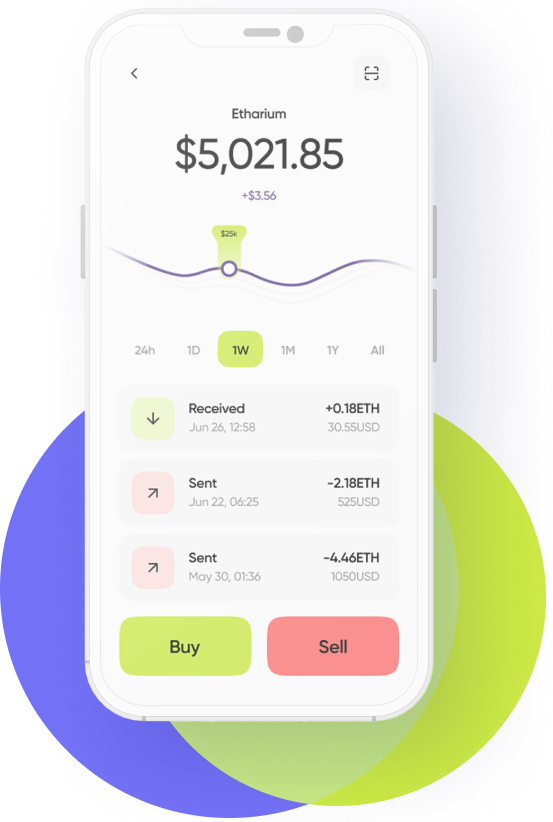 Etharium
$5,021.85
+$3.56
$25k
24h 1D 1W 1M 1Y All
Received +0.18ETH
Jun 26, 12:58 30.55USD
Sent -2.18ETH
Jun 22, 06:25 525USD
Sent -4.46ETH
May 30, 01:36 1050USD
Buy Sell